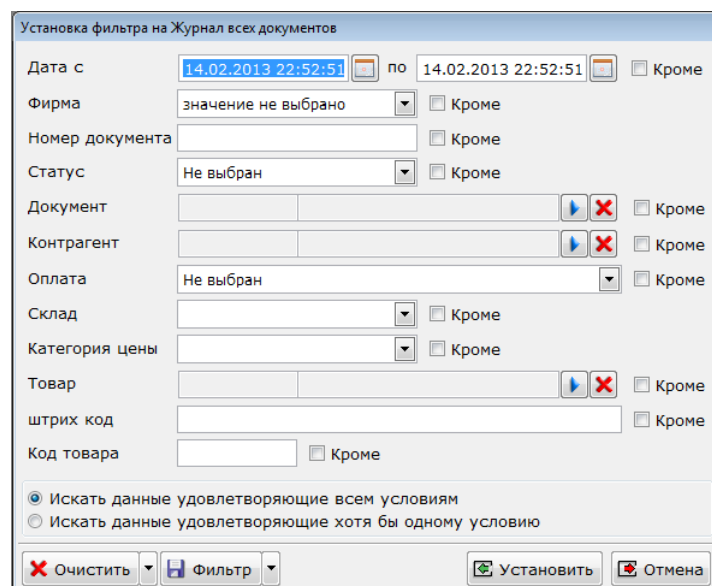 Установка фильтра на Журнал всех документов
Дата с 14.02.2013 22:52:51 по 14.02.2013 22:52:51 Кроме
Фирма значение не выбрано Кроме
Номер документа Кроме
Статус Не выбран Кроме
Документ Кроме
Контрагент Кроме
Оплата Не выбран Кроме
Склад Кроме
Категория цены Кроме
Товар Кроме
штрих код Кроме
Код товара Кроме
Искать данные удовлетворяющие всем условиям
Искать данные удовлетворяющие хотя бы одному условию
Очистить Фильтр Установить Отмена